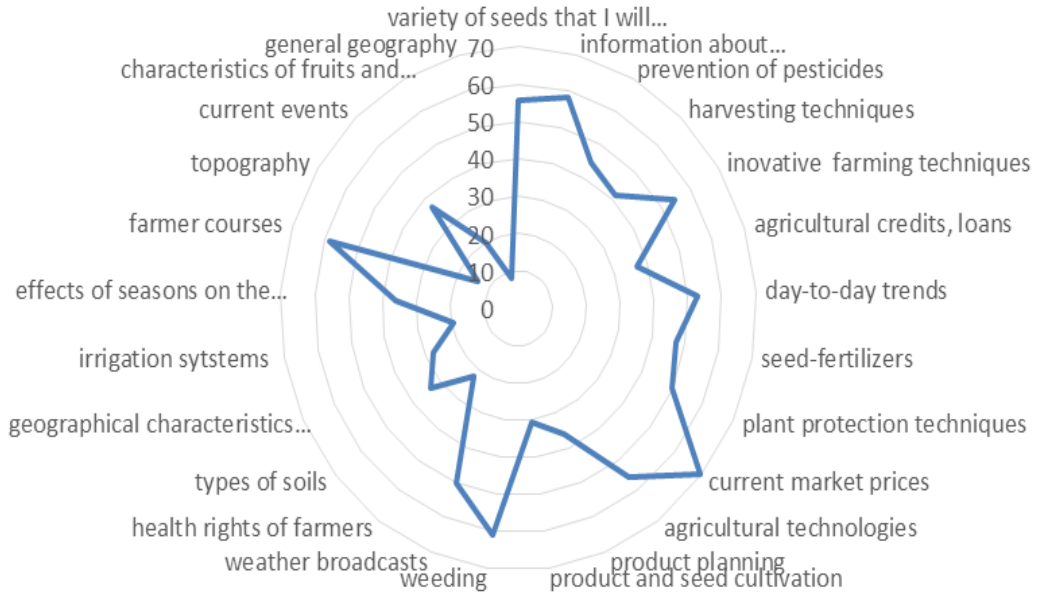 variety of seeds that I will...
information about...
prevention of pesticides
harvesting techniques
inovative farming techniques
agricultural credits, loans
day-to-day trends
seed-fertilizers
plant protection techniques
current market prices
agricultural technologies
product planning
product and seed cultivation
weeding
weather broadcasts
health rights of farmers
types of soils
geographical characteristics...
irrigation sytstems
effects of seasons on the...
farmer courses
topography
current events
characteristics of fruits and...
general geography
70
60
50
40
30
20
10
0